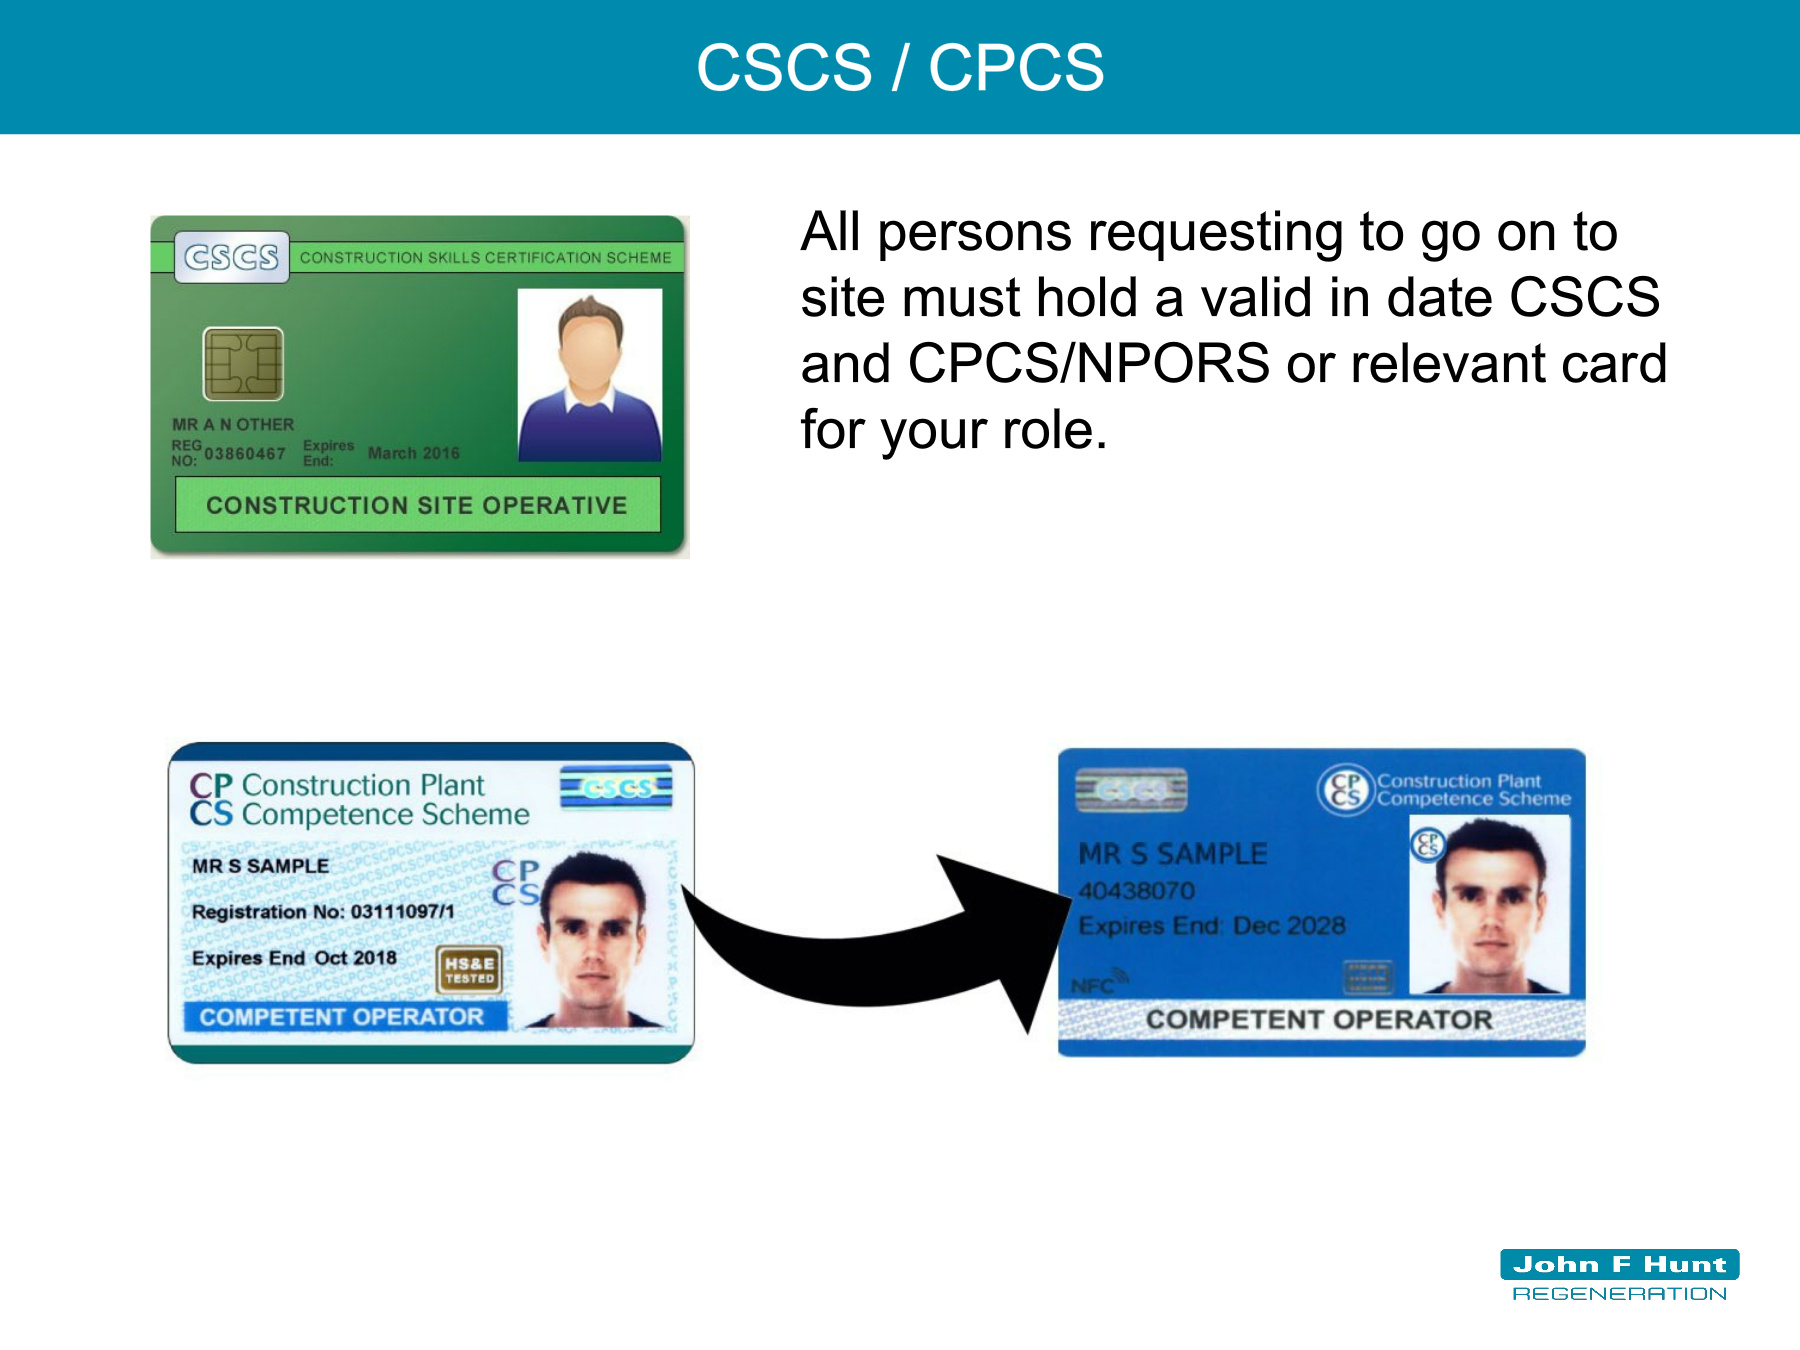 CSCS / CPCS
All persons requesting to go on to
site must hold a valid in date CSCS
and CPCS/NPORS or relevant card
for your role.
CSCS CONSTRUCTION SKILLS CERTIFICATION SCHEME
MR A N OTHER
REG NO: 03860467 Expires End: March 2016
CONSTRUCTION SITE OPERATIVE
CP Construction Plant
CS Competence Scheme
CSCS
MR S SAMPLE
CP
CS
Registration No: 03111097/1
Expires End Oct 2018
HS&E
TESTED
COMPETENT OPERATOR
CSCS
CP Construction Plant
CS Competence Scheme
CP
CS
MR S SAMPLE
40438070
Expires End: Dec 2028
NFC
COMPETENT OPERATOR
John F Hunt
REGENERATION